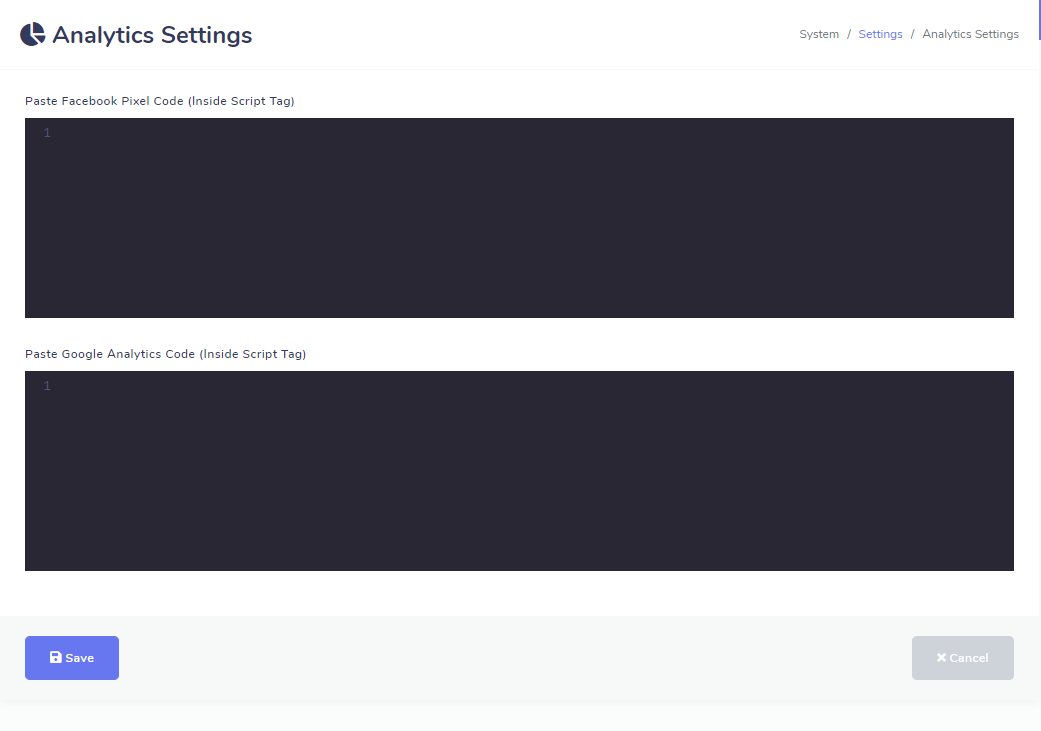 Analytics Settings
System / Settings / Analytics Settings
Paste Facebook Pixel Code (Inside Script Tag)
1
Paste Google Analytics Code (Inside Script Tag)
1
Save
Cancel